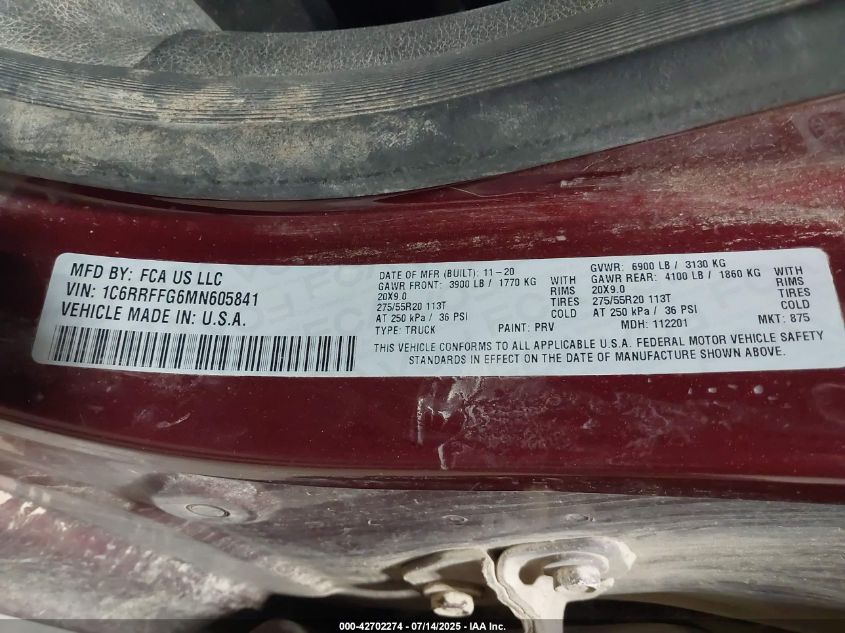 MFD BY: FCA US LLC
VIN: 1C6RRFFG6MN605841
VEHICLE MADE IN: U.S.A.
DATE OF MFR (BUILT): 11-20
GAWR FRONT: 3900 LB / 1770 KG WITH
20X9.0 RIMS
275/55R20 113T TIRES
AT 250 kPa / 36 PSI COLD
TYPE: TRUCK PAINT: PRV
GVWR: 6900 LB / 3130 KG
GAWR REAR: 4100 LB / 1860 KG WITH
20X9.0 RIMS
275/55R20 113T TIRES
AT 250 kPa / 36 PSI COLD
MDH: 112201 MKT: 875
THIS VEHICLE CONFORMS TO ALL APPLICABLE U.S.A. FEDERAL MOTOR VEHICLE SAFETY
STANDARDS IN EFFECT ON THE DATE OF MANUFACTURE SHOWN ABOVE.
000-42702274 - 07/14/2025 - IAA Inc.